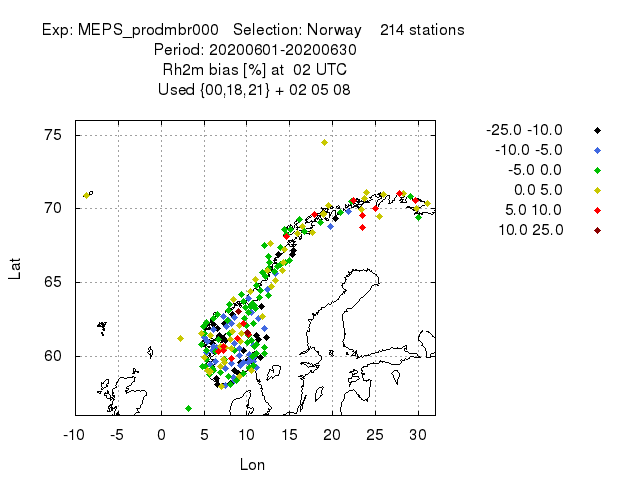 Exp: MEPS_prodmbr000 Selection: Norway 214 stations
Period: 20200601-20200630
Rh2m bias [%] at 02 UTC
Used {00,18,21} + 02 05 08
75
70
65
60
Lat
-10 -5 0 5 10 15 20 25 30
Lon
-25.0 -10.0
-10.0 -5.0
-5.0 0.0
0.0 5.0
5.0 10.0
10.0 25.0